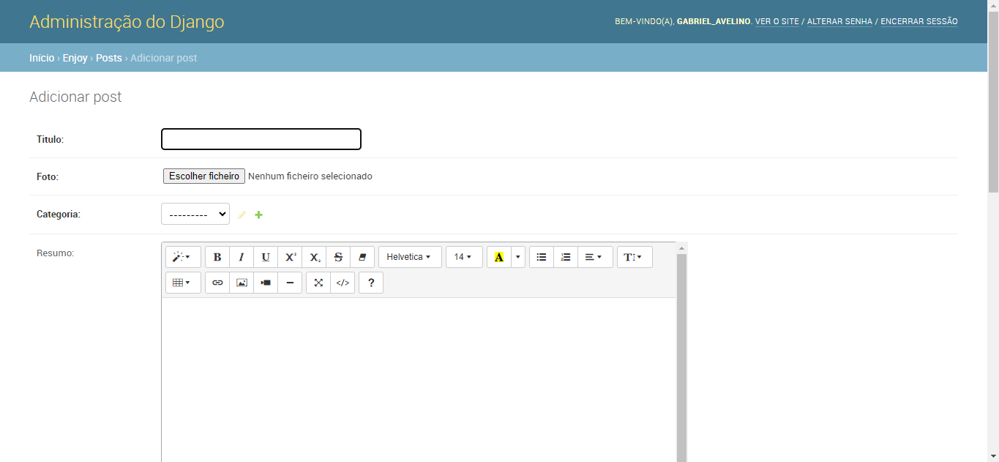 Administração do Django
BEM-VINDO(A), GABRIEL_AVELINO. VER O SITE / ALTERAR SENHA / ENCERRAR SESSÃO
Início › Enjoy › Posts › Adicionar post
Adicionar post
Titulo:
Foto: Escolher ficheiro Nenhum ficheiro selecionado
Categoria: ---------
Resumo:
B I U X² X₂ S Helvetica 14 A T
</> ?